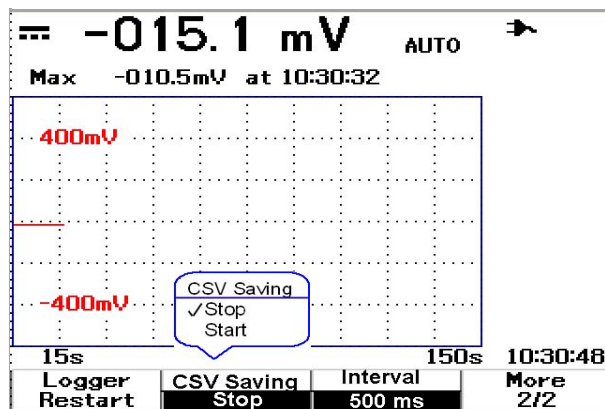 -015.1 mV AUTO
Max -010.5mV at 10:30:32
400mV
-400mV
CSV Saving
✓Stop
Start
15s 150s 10:30:48
Logger Restart
CSV Saving Stop
Interval 500 ms
More 2/2